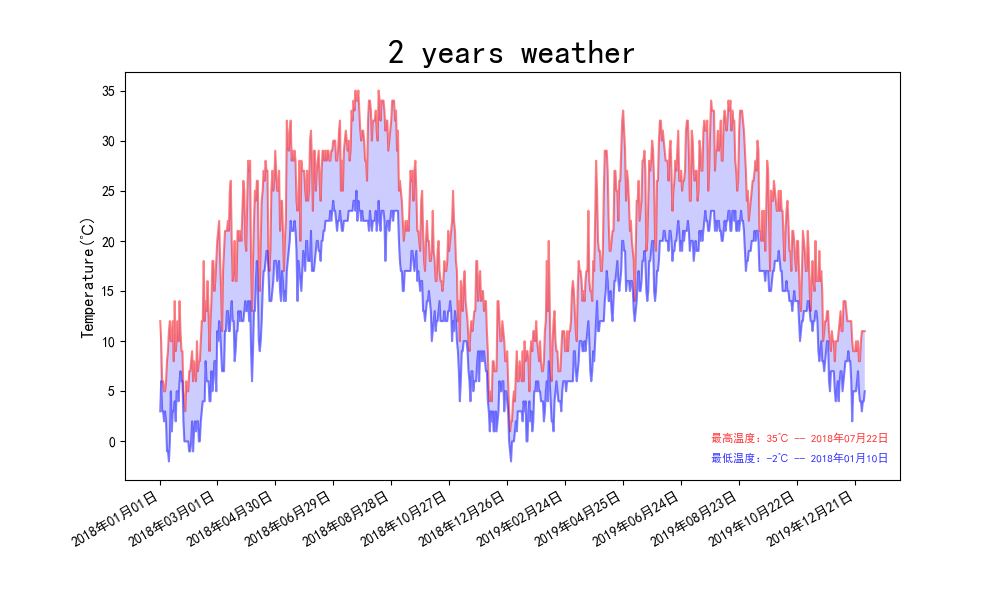 2 years weather
Temperature(℃)
35
30
25
20
15
10
5
0
最高温度：35℃ -- 2018年07月22日
最低温度：-2℃ -- 2018年01月10日
2018年01月01日
2018年03月01日
2018年04月30日
2018年06月29日
2018年08月28日
2018年10月27日
2018年12月26日
2019年02月24日
2019年04月25日
2019年06月24日
2019年08月23日
2019年10月22日
2019年12月21日